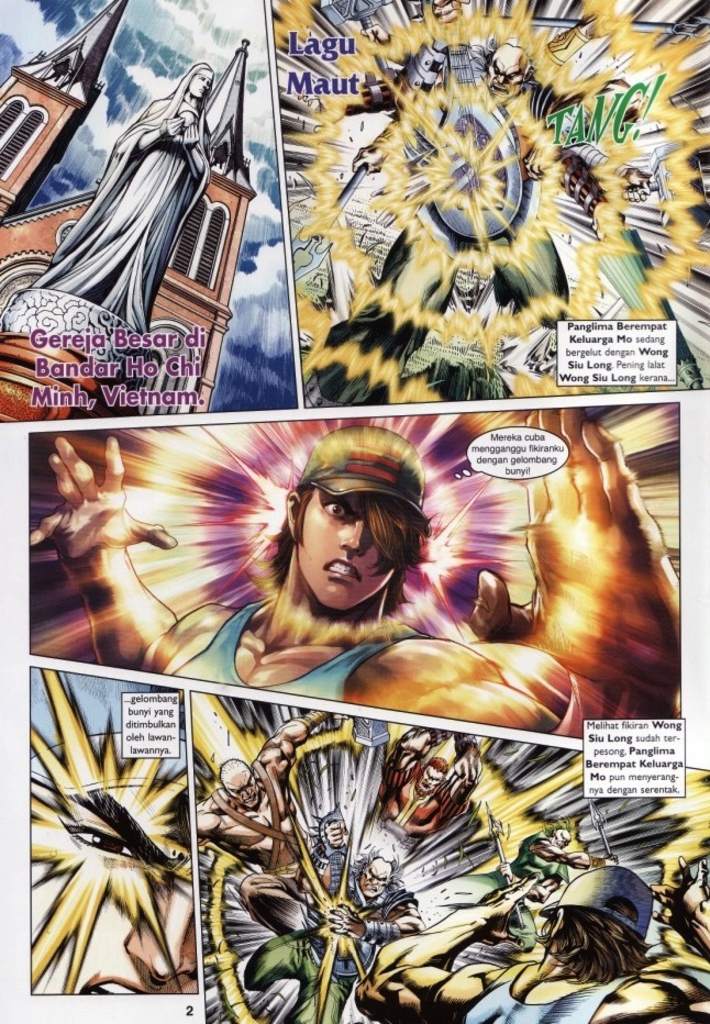 Lagu
Maut
TANG!
Gereja Besar di
Bandar Ho Chi
Minh, Vietnam.
Panglima Berempat
Keluarga Mo sedang
bergelut dengan Wong
Siu Long. Pening lalat
Wong Siu Long kerana...
Mereka cuba
mengganggu fikiranku
dengan gelombang
bunyi!
...gelombang
bunyi yang
ditimbulkan
oleh lawan-
lawannya.
Melihat fikiran Wong
Siu Long sudah ter-
pesong, Panglima
Berempat Keluarga
Mo pun menyerang-
nya dengan serentak.
2